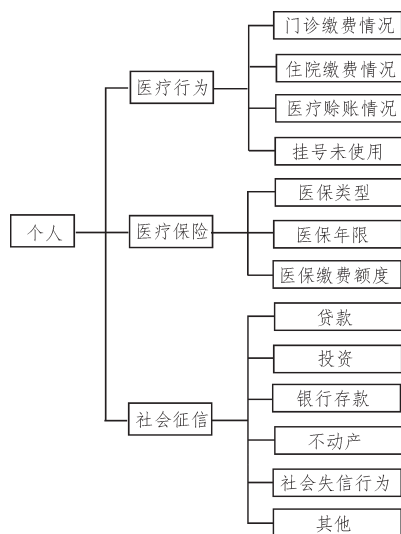 个人
医疗行为
门诊缴费情况
住院缴费情况
医疗赊账情况
挂号未使用
医疗保险
医保类型
医保年限
医保缴费额度
社会征信
贷款
投资
银行存款
不动产
社会失信行为
其他